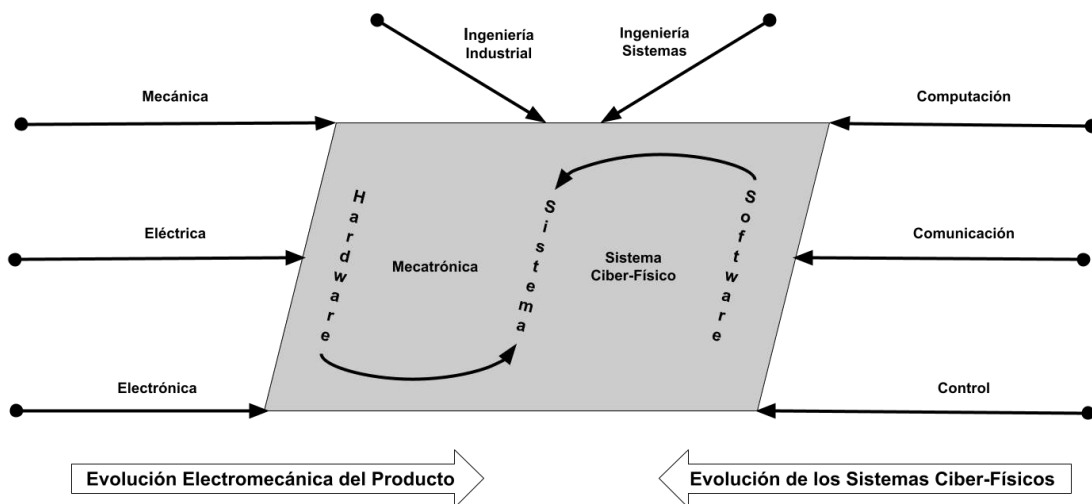 Ingeniería
Industrial
Ingeniería
Sistemas
Mecánica
Computación
Hardware
Sistema
Software
Eléctrica
Comunicación
Mecatrónica
Sistema
Ciber-Físico
Electrónica
Control
Evolución Electromecánica del Producto
Evolución de los Sistemas Ciber-Físicos